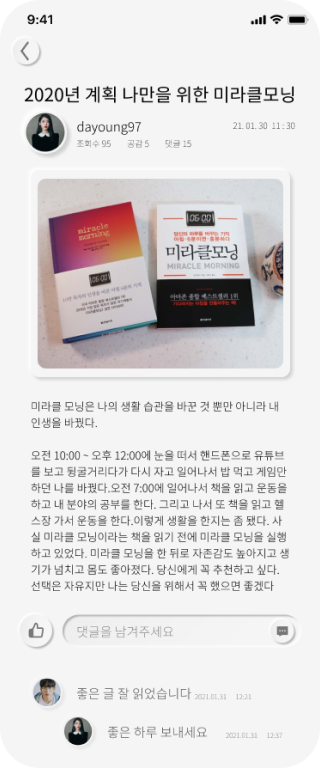 9:41
2020년 계획 나만을 위한 미라클모닝
dayoung97
21. 01. 30 11 : 30
조회수 95 공감 5 댓글 15
miracle
morning
06:00
06:00
미라클모닝
MIRACLE MORNING
아마존 종합 베스트셀러 1위
미라클 모닝은 나의 생활 습관을 바꾼 것 뿐만 아니라 내
인생을 바꿨다.
오전 10:00 ~ 오후 12:00에 눈을 떠서 핸드폰으로 유튜브
를 보고 뒹굴거리다가 다시 자고 일어나서 밥 먹고 게임만
하던 나를 바꿨다.오전 7:00에 일어나서 책을 읽고 운동을
하고 내 분야의 공부를 한다. 그리고 나서 또 책을 읽고 헬
스장 가서 운동을 한다.이렇게 생활을 한지는 좀 됐다. 사
실 미라클 모닝이라는 책을 읽기 전에 미라클 모닝을 실행
하고 있었다. 미라클 모닝을 한 뒤로 자존감도 높아지고 생
기가 넘치고 몸도 좋아졌다. 당신에게 꼭 추천하고 싶다.
선택은 자유지만 나는 당신을 위해서 꼭 했으면 좋겠다
댓글을 남겨주세요
좋은 글 잘 읽었습니다 2021.01.31 12:21
좋은 하루 보내세요 2021.01.31 12:37